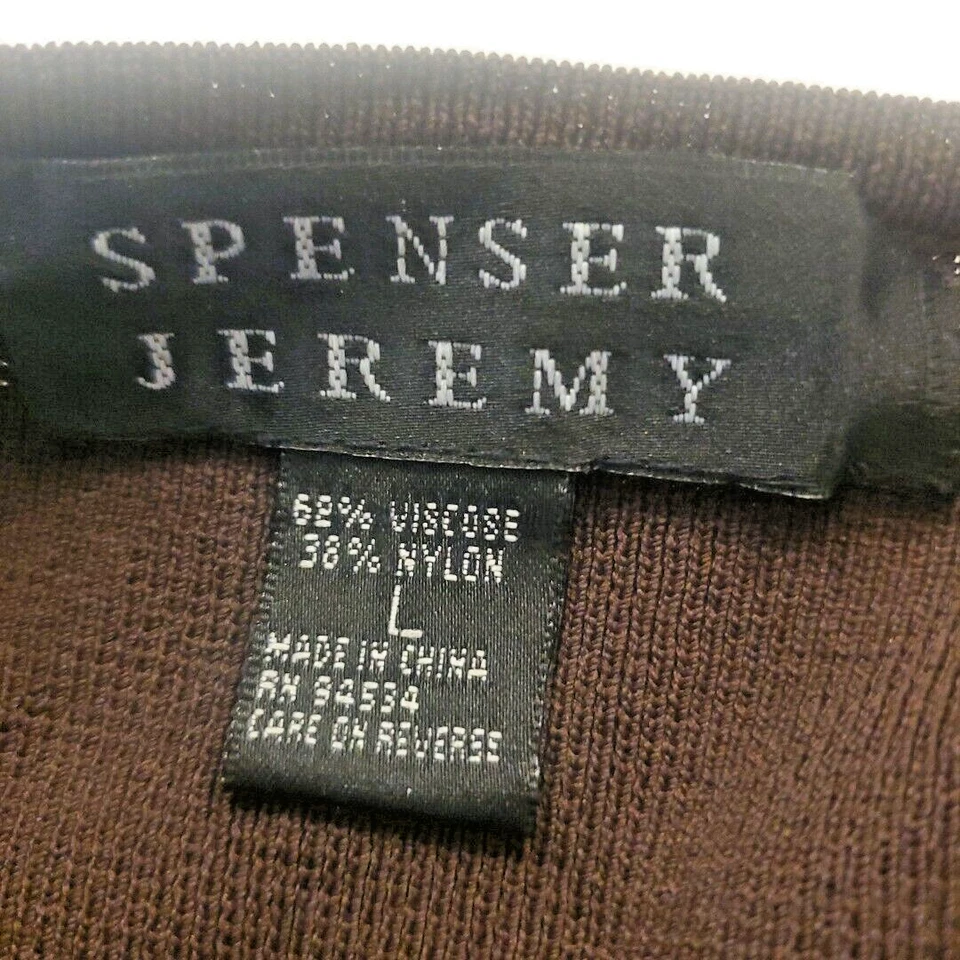 SPENSER
JEREMY
62% VISCOSE
38% NYLON
L
MADE IN CHINA
RN 94534
CARE ON REVERSE